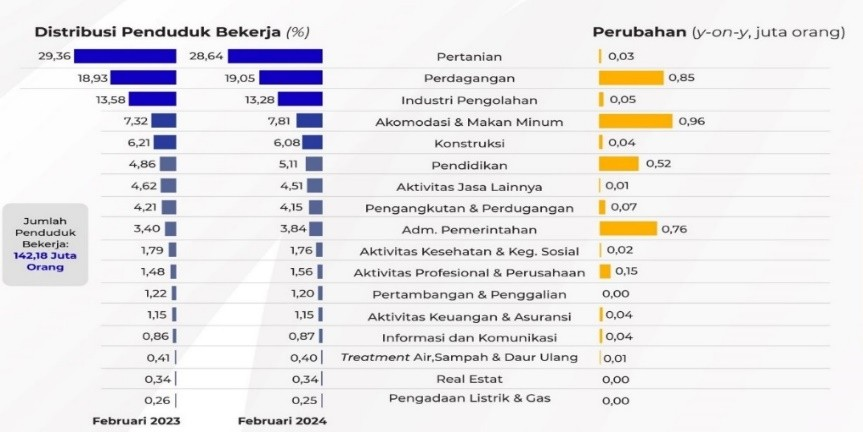 Distribusi Penduduk Bekerja (%) Perubahan (y-on-y, juta orang)
29,36 28,64 Pertanian 0,03
18,93 19,05 Perdagangan 0,85
13,58 13,28 Industri Pengolahan 0,05
7,32 7,81 Akomodasi & Makan Minum 0,96
6,21 6,08 Konstruksi 0,04
4,86 5,11 Pendidikan 0,52
4,62 4,51 Aktivitas Jasa Lainnya 0,01
4,21 4,15 Pengangkutan & Perdugangan 0,07
3,40 3,84 Adm. Pemerintahan 0,76
1,79 1,76 Aktivitas Kesehatan & Keg. Sosial 0,02
1,48 1,56 Aktivitas Profesional & Perusahaan 0,15
1,22 1,20 Pertambangan & Penggalian 0,00
1,15 1,15 Aktivitas Keuangan & Asuransi 0,04
0,86 0,87 Informasi dan Komunikasi 0,04
0,41 0,40 Treatment Air,Sampah & Daur Ulang 0,01
0,34 0,34 Real Estat 0,00
0,26 0,25 Pengadaan Listrik & Gas 0,00
Februari 2023 Februari 2024
Jumlah
Penduduk
Bekerja:
142,18 Juta
Orang